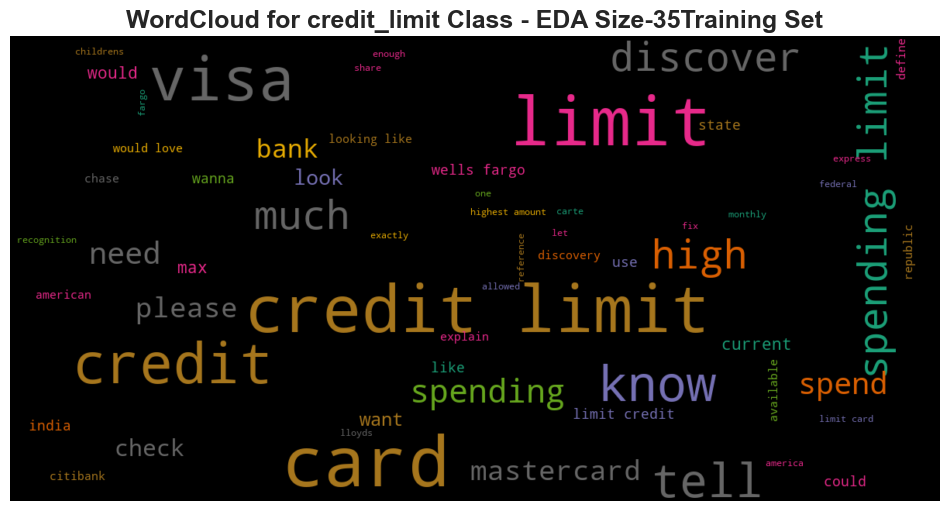 WordCloud for credit_limit Class - EDA Size-35Training Set
childrens
enough
would
visa
share
discover
define
fargo
limit
limit
state
would love
bank
looking like
express
chase
wanna
look
wells fargo
federal
one
much
highest amount
carte
monthly
spending
recognition
exactly
let
fix
need
max
reference
discovery
use
high
republic
american
please
credit limit
allowed
explain
current
credit
like
spending
know
available
spend
india
want
limit credit
limit card
check
lloyds
card
citibank
mastercard
tell
america
could